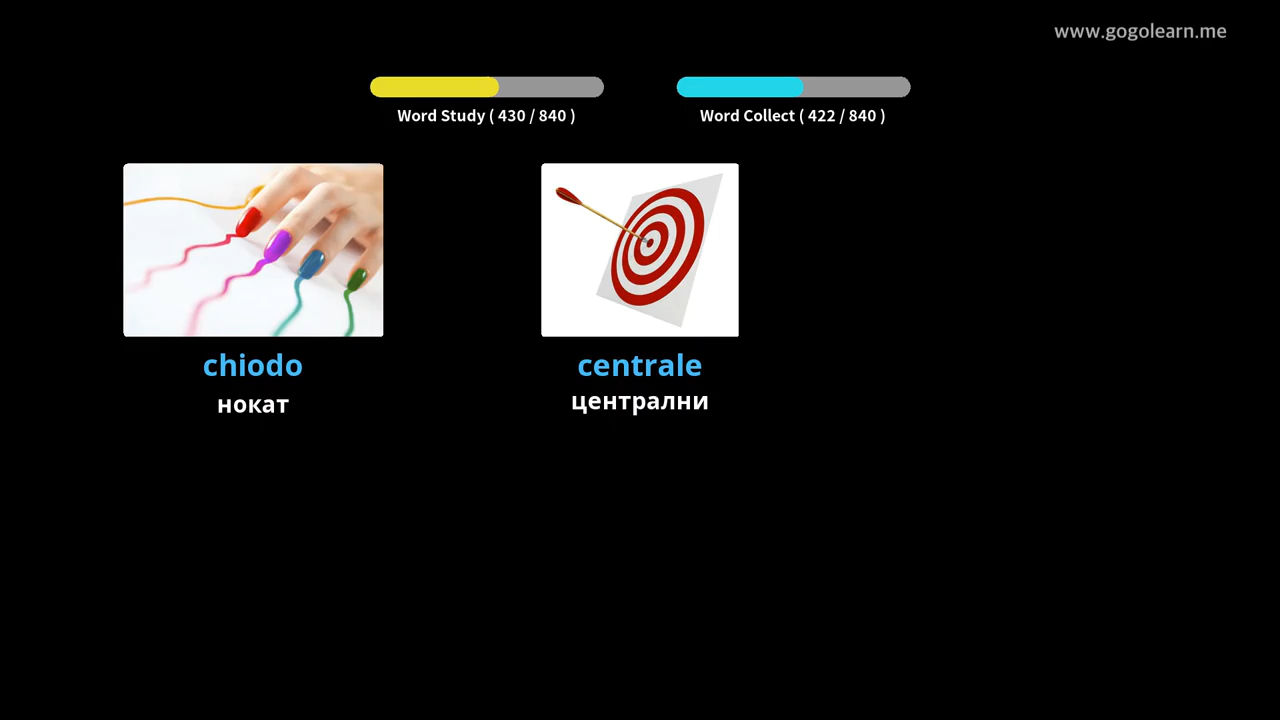 www.gogolearn.me
Word Study ( 430 / 840 )
Word Collect ( 422 / 840 )
chiodo
нокат
centrale
централни